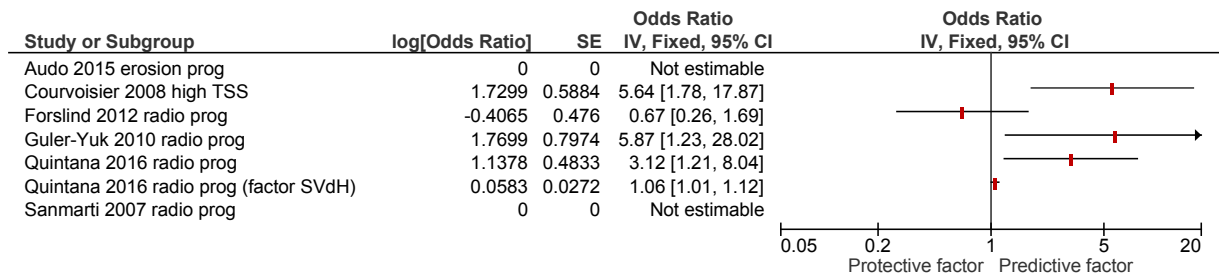 Odds Ratio Odds Ratio
Study or Subgroup log[Odds Ratio] SE IV, Fixed, 95% CI IV, Fixed, 95% CI
Audo 2015 erosion prog 0 0 Not estimable
Courvoisier 2008 high TSS 1.7299 0.5884 5.64 [1.78, 17.87]
Forslind 2012 radio prog -0.4065 0.476 0.67 [0.26, 1.69]
Guler-Yuk 2010 radio prog 1.7699 0.7974 5.87 [1.23, 28.02]
Quintana 2016 radio prog 1.1378 0.4833 3.12 [1.21, 8.04]
Quintana 2016 radio prog (factor SVdH) 0.0583 0.0272 1.06 [1.01, 1.12]
Sanmarti 2007 radio prog 0 0 Not estimable
0.05 0.2 1 5 20
Protective factor Predictive factor